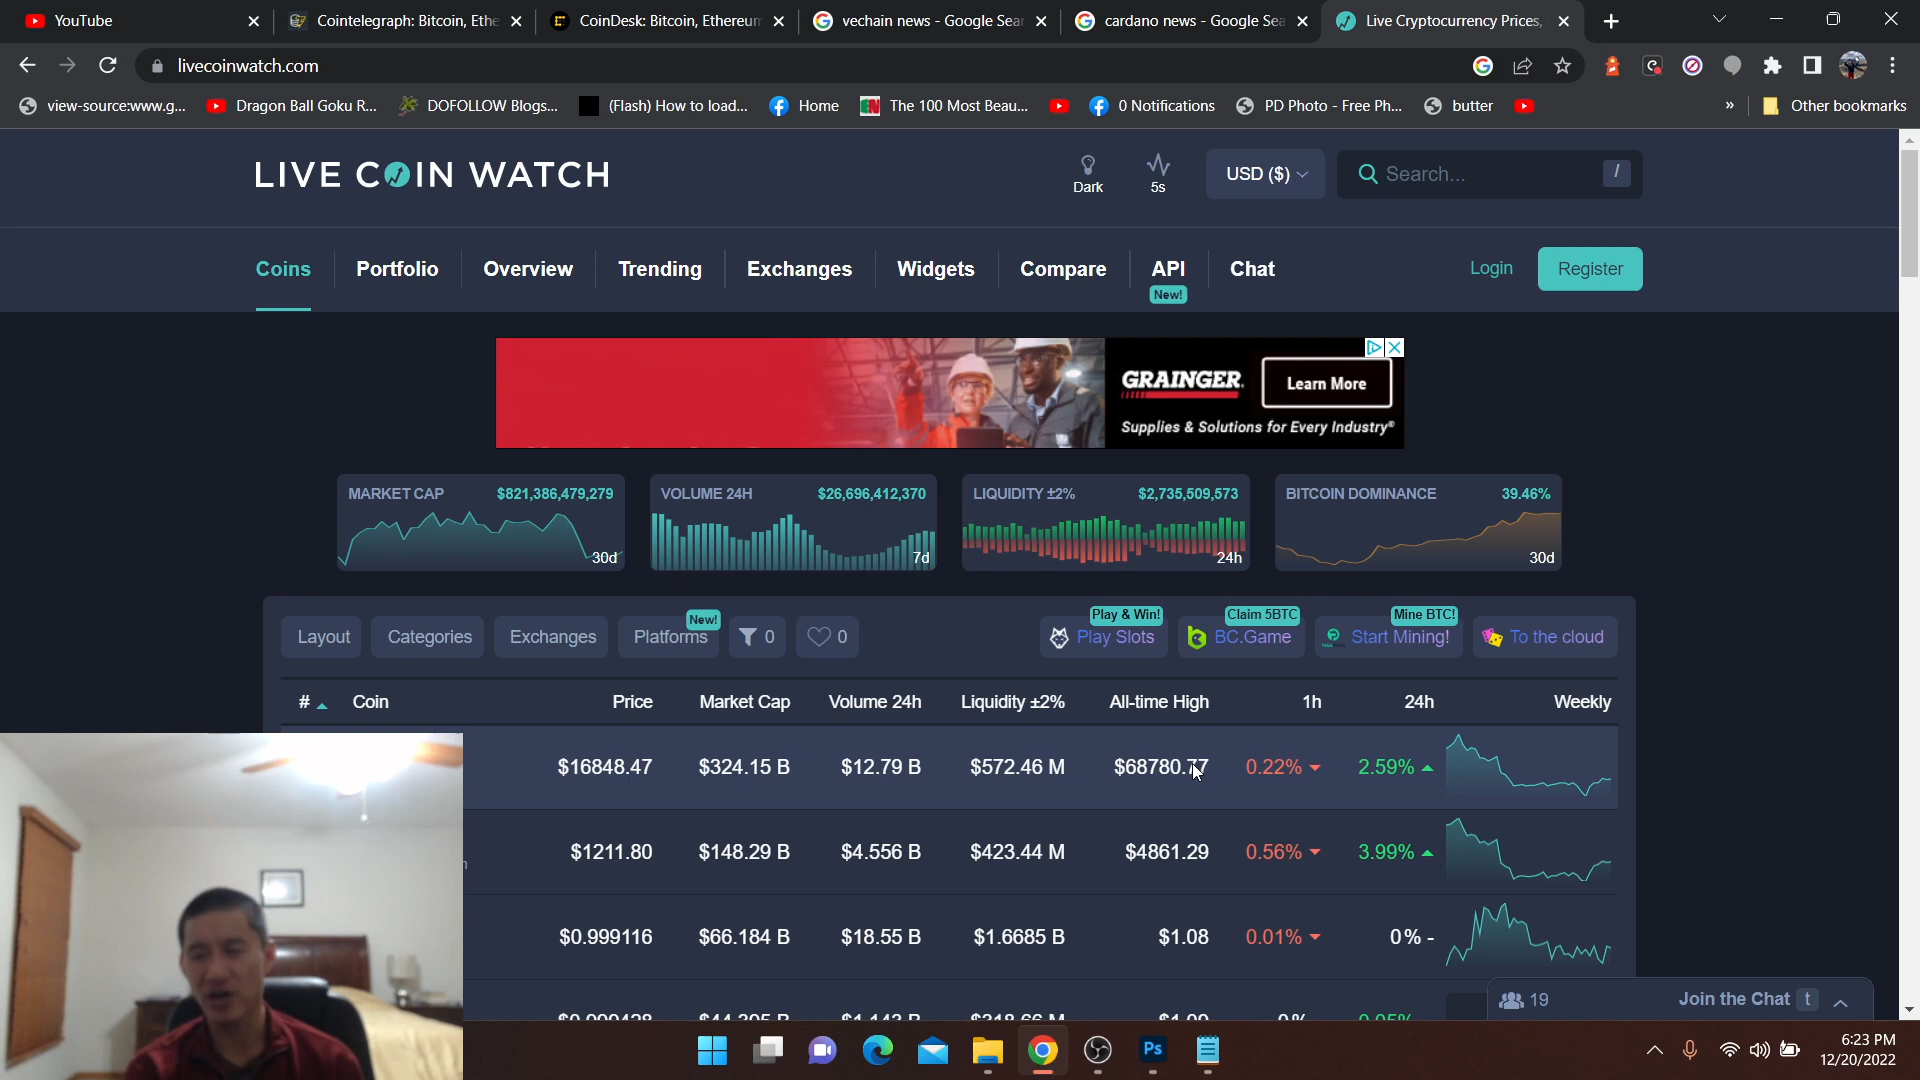 YouTube
Cointelegraph: Bitcoin, Ethe
CoinDesk: Bitcoin, Ethereum
vechain news - Google Sear
cardano news - Google Sea
Live Cryptocurrency Prices,
livecoinwatch.com
view-source:www.g...
Dragon Ball Goku R...
DOFOLLOW Blogs...
(Flash) How to load...
Home
The 100 Most Beau...
0 Notifications
PD Photo - Free Ph...
butter
»
Other bookmarks
LIVE COIN WATCH
Dark
5s
USD ($)
Search...
/
Coins
Portfolio
Overview
Trending
Exchanges
Widgets
Compare
API
New!
Chat
Login
Register
GRAINGER
Learn More
Supplies & Solutions for Every Industry®
MARKET CAP $821,386,479,279
30d
VOLUME 24H $26,696,412,370
7d
LIQUIDITY ±2% $2,735,509,573
24h
BITCOIN DOMINANCE 39.46%
30d
Layout
Categories
Exchanges
New!
Platforms
0
0
Play & Win!
Play Slots
Claim 5BTC
BC.Game
Mine BTC!
Start Mining!
To the cloud
# Coin Price Market Cap Volume 24h Liquidity ±2% All-time High 1h 24h Weekly
$16848.47 $324.15 B $12.79 B $572.46 M $68780.77 0.22% 2.59%
$1211.80 $148.29 B $4.556 B $423.44 M $4861.29 0.56% 3.99%
$0.999116 $66.184 B $18.55 B $1.6685 B $1.08 0.01% 0% -
19
Join the Chat t
Ps
6:23 PM
12/20/2022